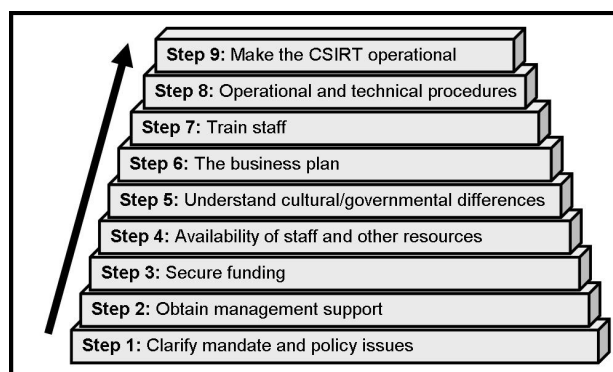 Step 9: Make the CSIRT operational
Step 8: Operational and technical procedures
Step 7: Train staff
Step 6: The business plan
Step 5: Understand cultural/governmental differences
Step 4: Availability of staff and other resources
Step 3: Secure funding
Step 2: Obtain management support
Step 1: Clarify mandate and policy issues